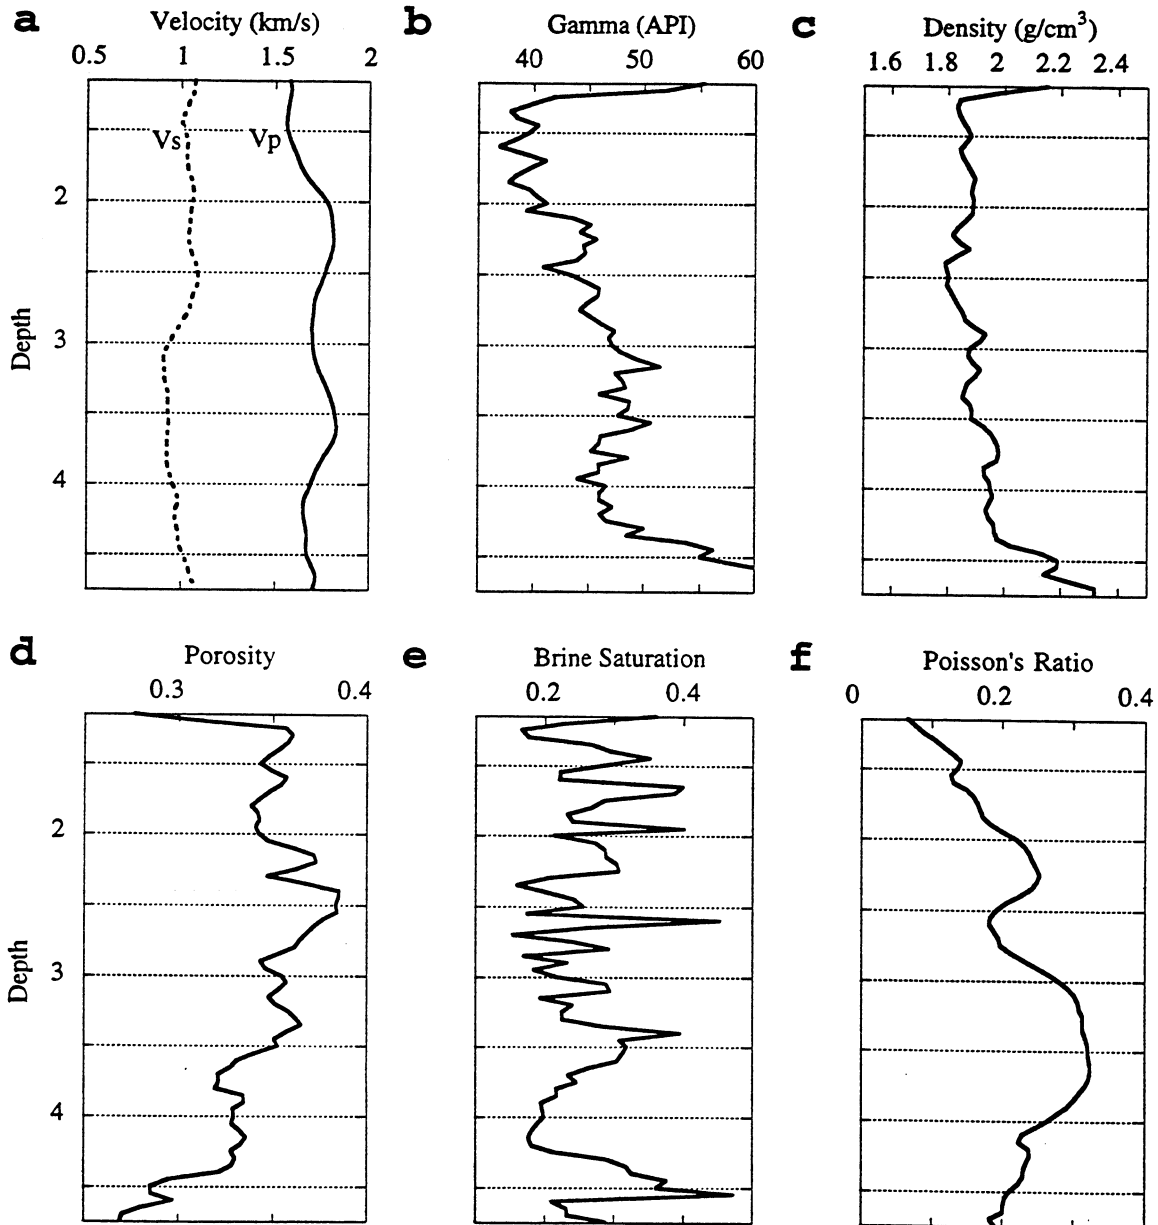 a Velocity (km/s)
0.5 1 1.5 2
Vs Vp
2
3
4
Depth
b Gamma (API)
40 50 60
c Density (g/cm³)
1.6 1.8 2 2.2 2.4
d Porosity
0.3 0.4
2
3
4
Depth
e Brine Saturation
0.2 0.4
f Poisson's Ratio
0 0.2 0.4